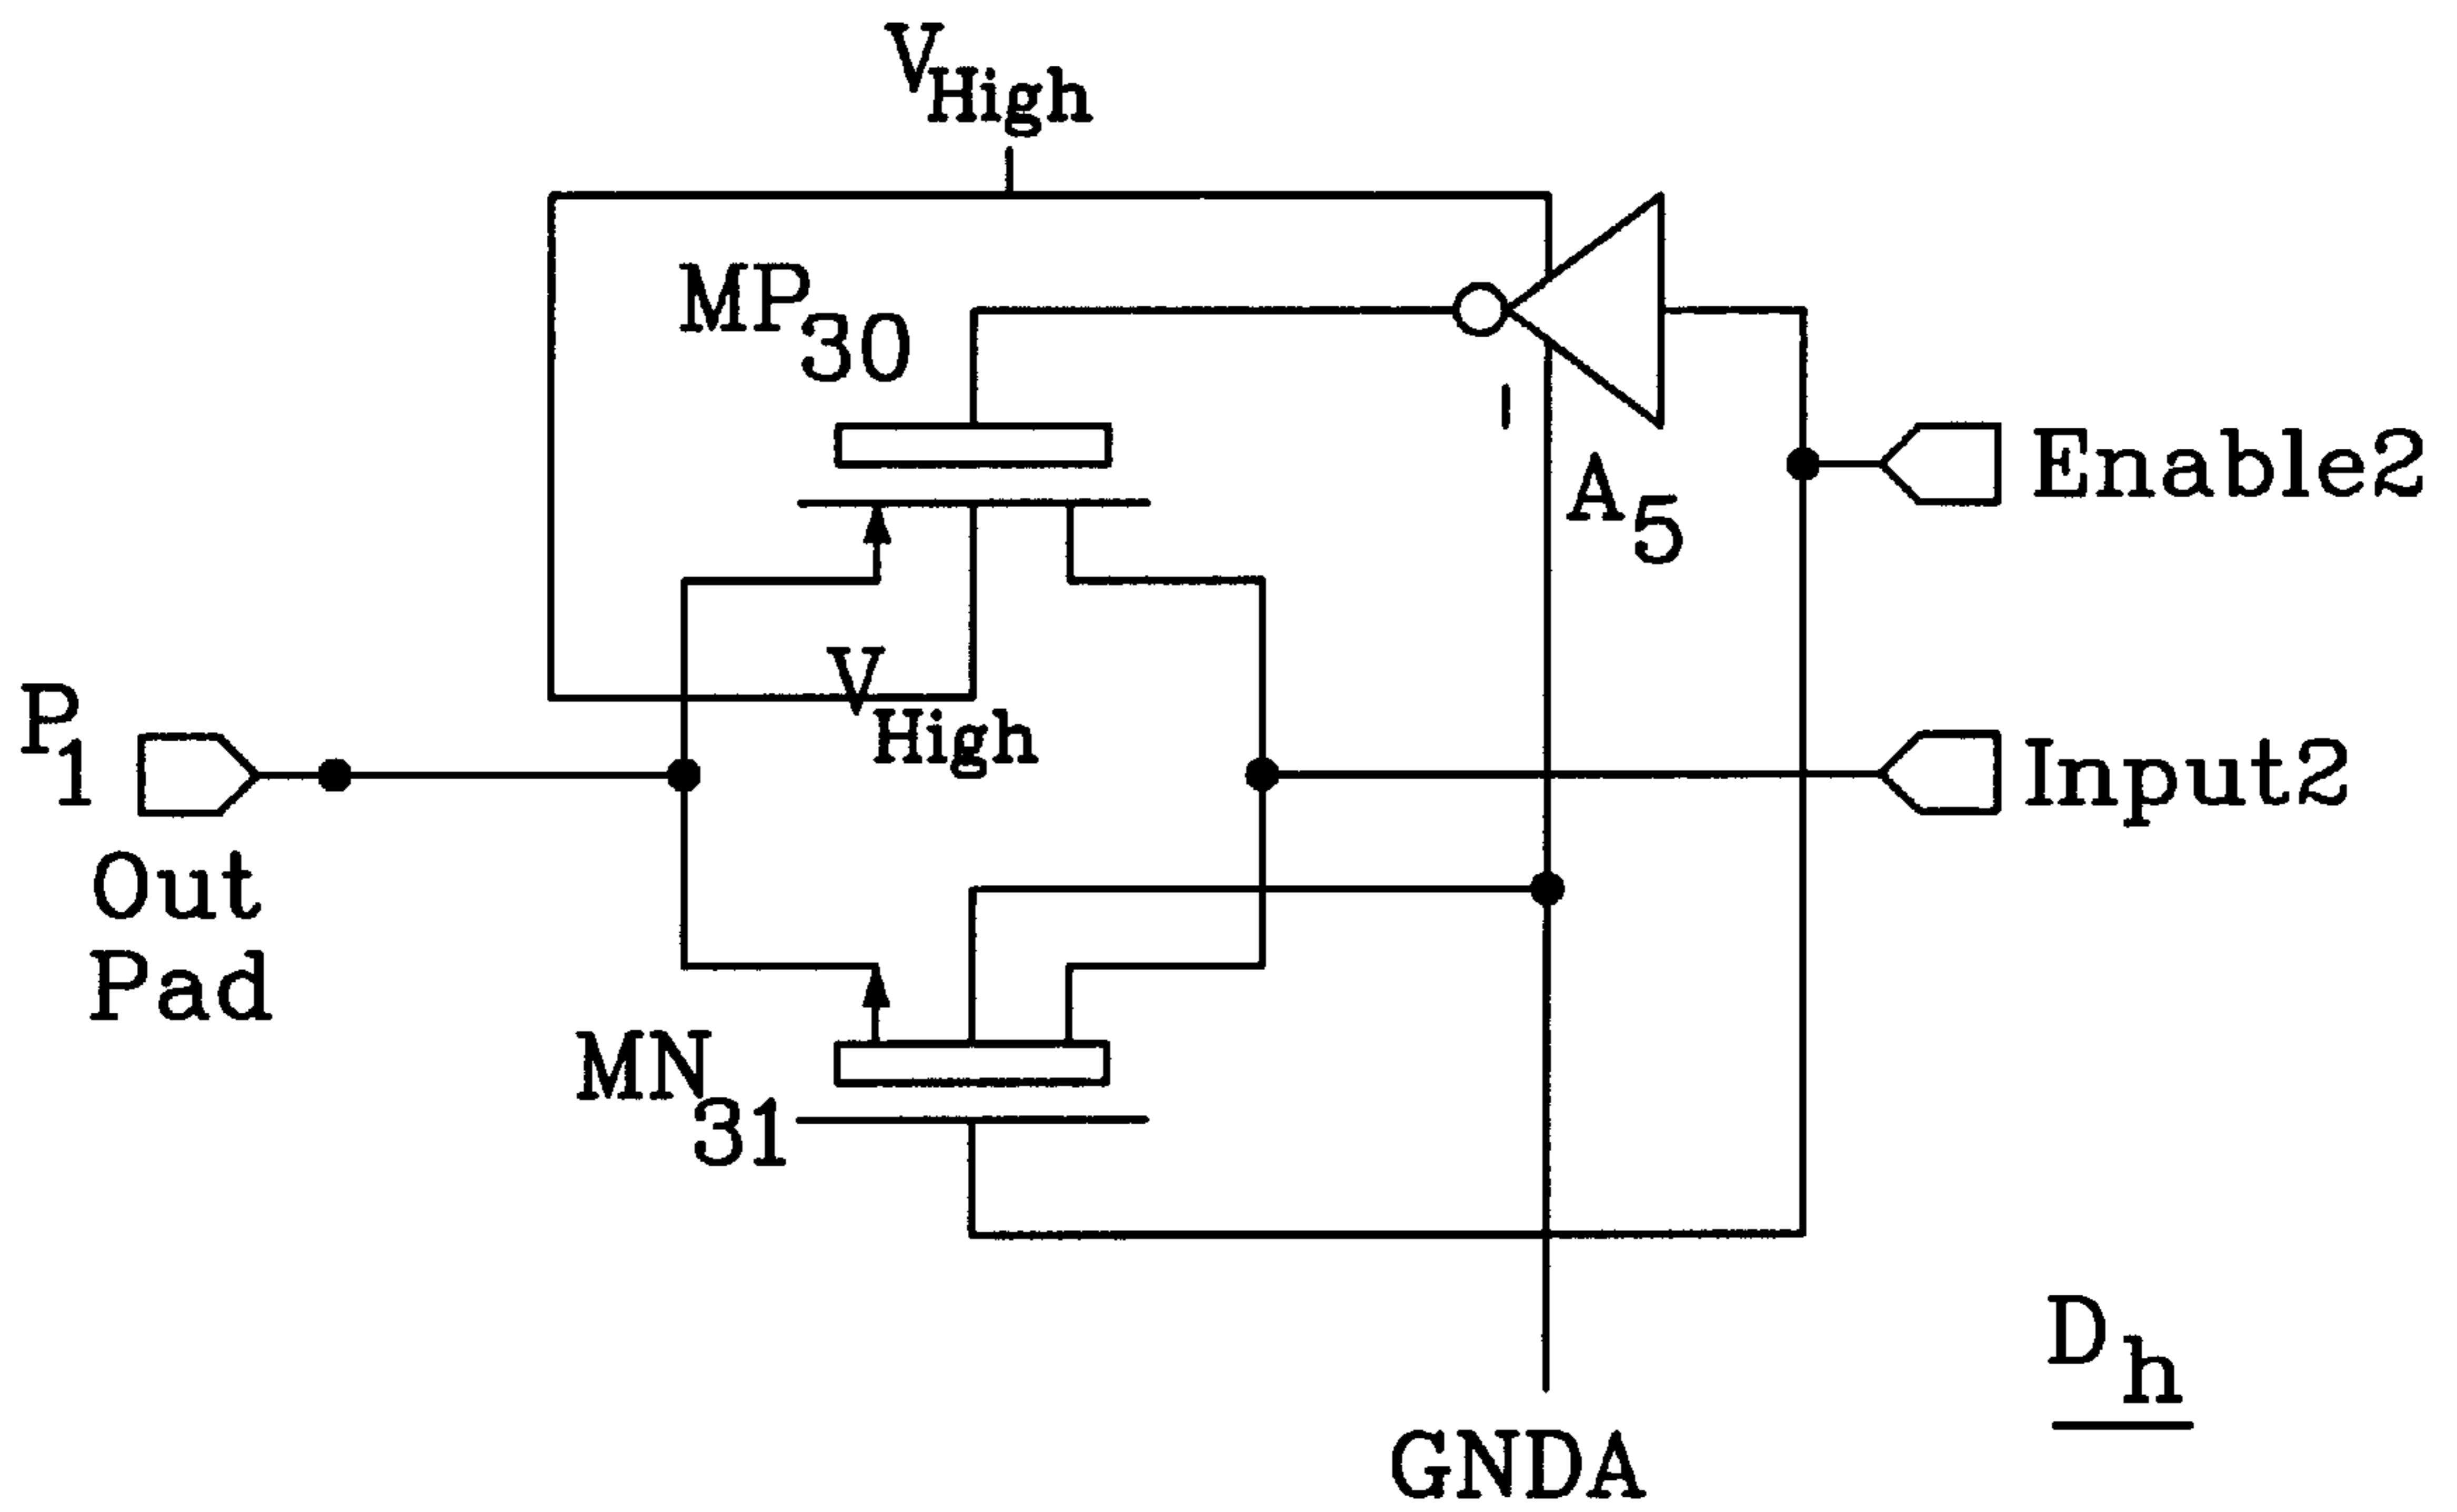 VHigh
MP30
A5
Enable2
VHigh
P1
Input2
Out
Pad
MN31
Dh
GNDA